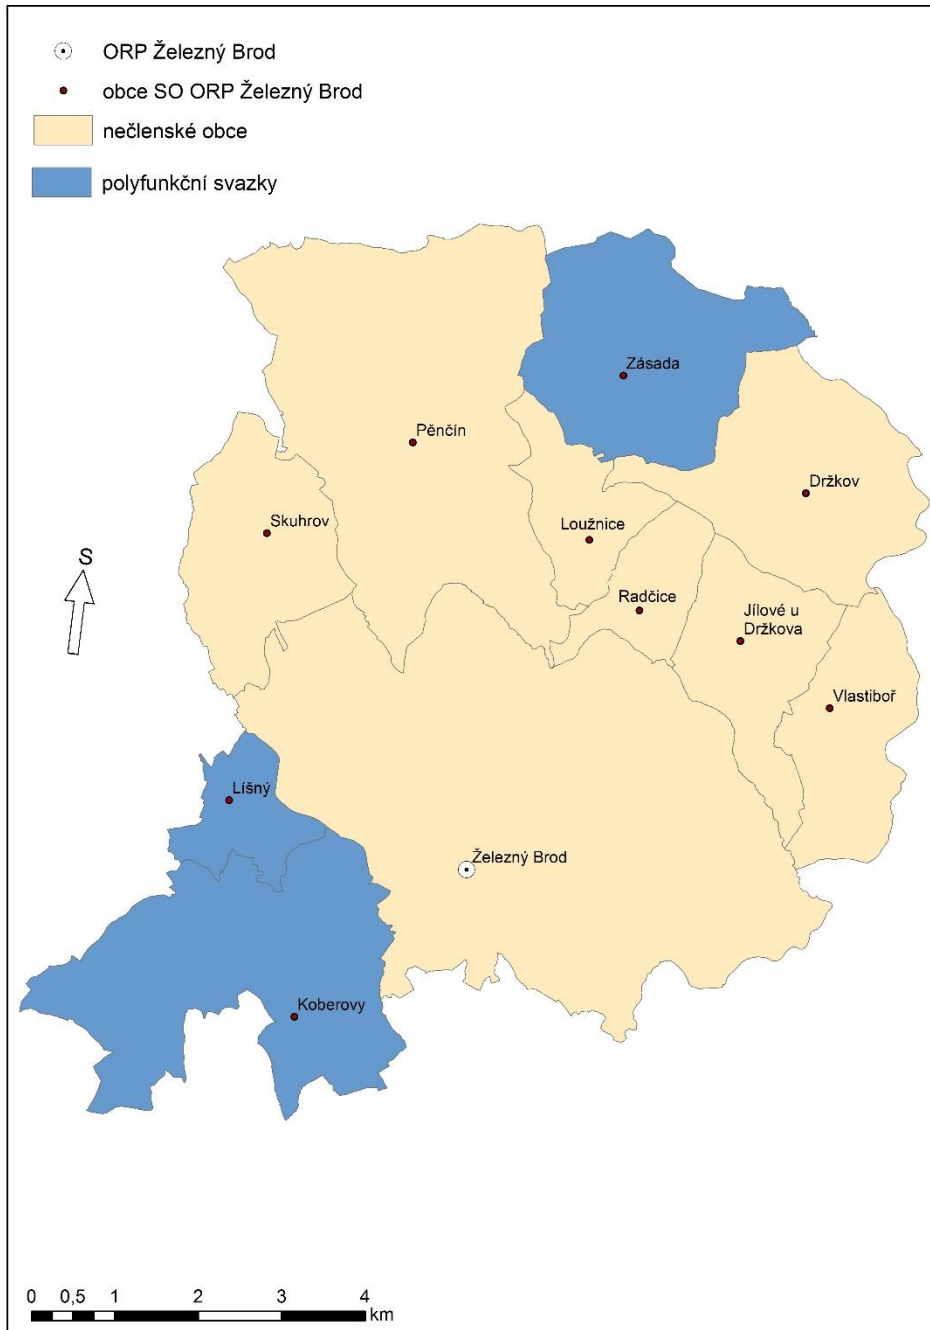 ORP Železný Brod
obce SO ORP Železný Brod
nečlenské obce
polyfunkční svazky
Zásada
Pěnčín
Držkov
Skuhrov
Loužnice
S
Radčice
Jílové u
Držkova
Vlastiboř
Líšný
Železný Brod
Koberovy
0 0,5 1 2 3 4
km